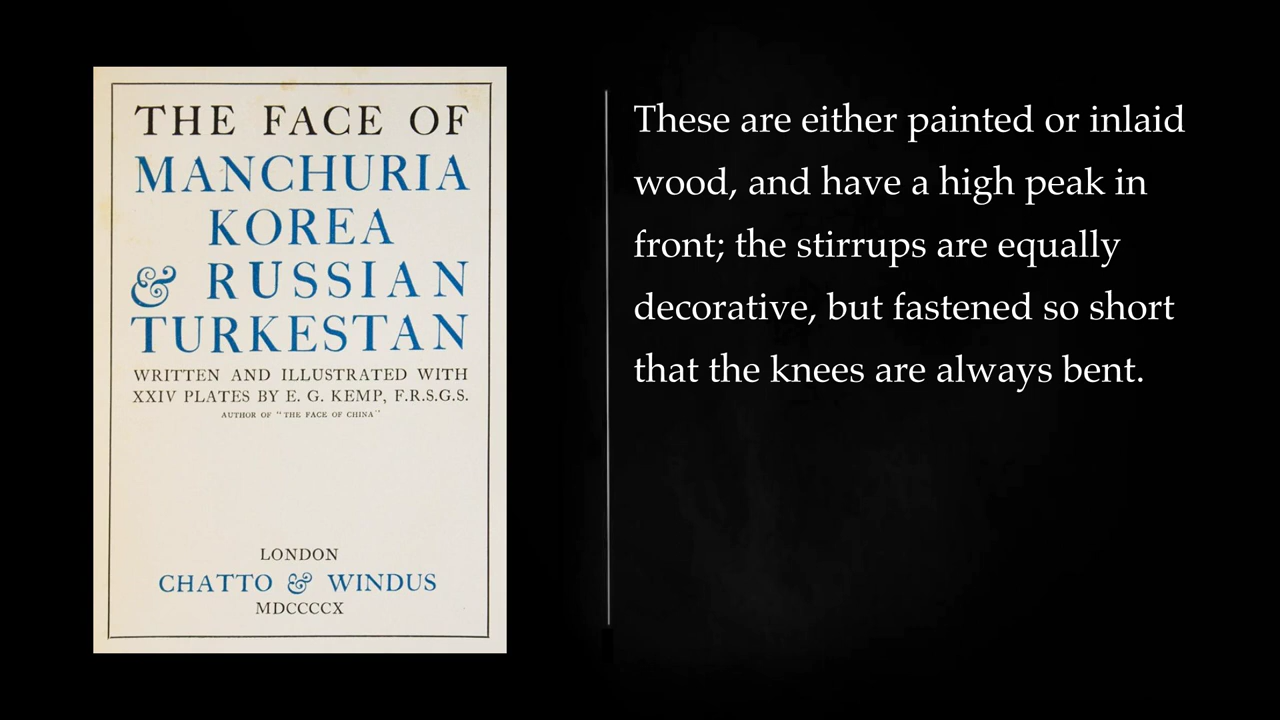 THE FACE OF
MANCHURIA
KOREA
& RUSSIAN
TURKESTAN
WRITTEN AND ILLUSTRATED WITH
XXIV PLATES BY E. G. KEMP, F.R.S.G.S.
AUTHOR OF "THE FACE OF CHINA"
LONDON
CHATTO & WINDUS
MDCCCCX
These are either painted or inlaid
wood, and have a high peak in
front; the stirrups are equally
decorative, but fastened so short
that the knees are always bent.